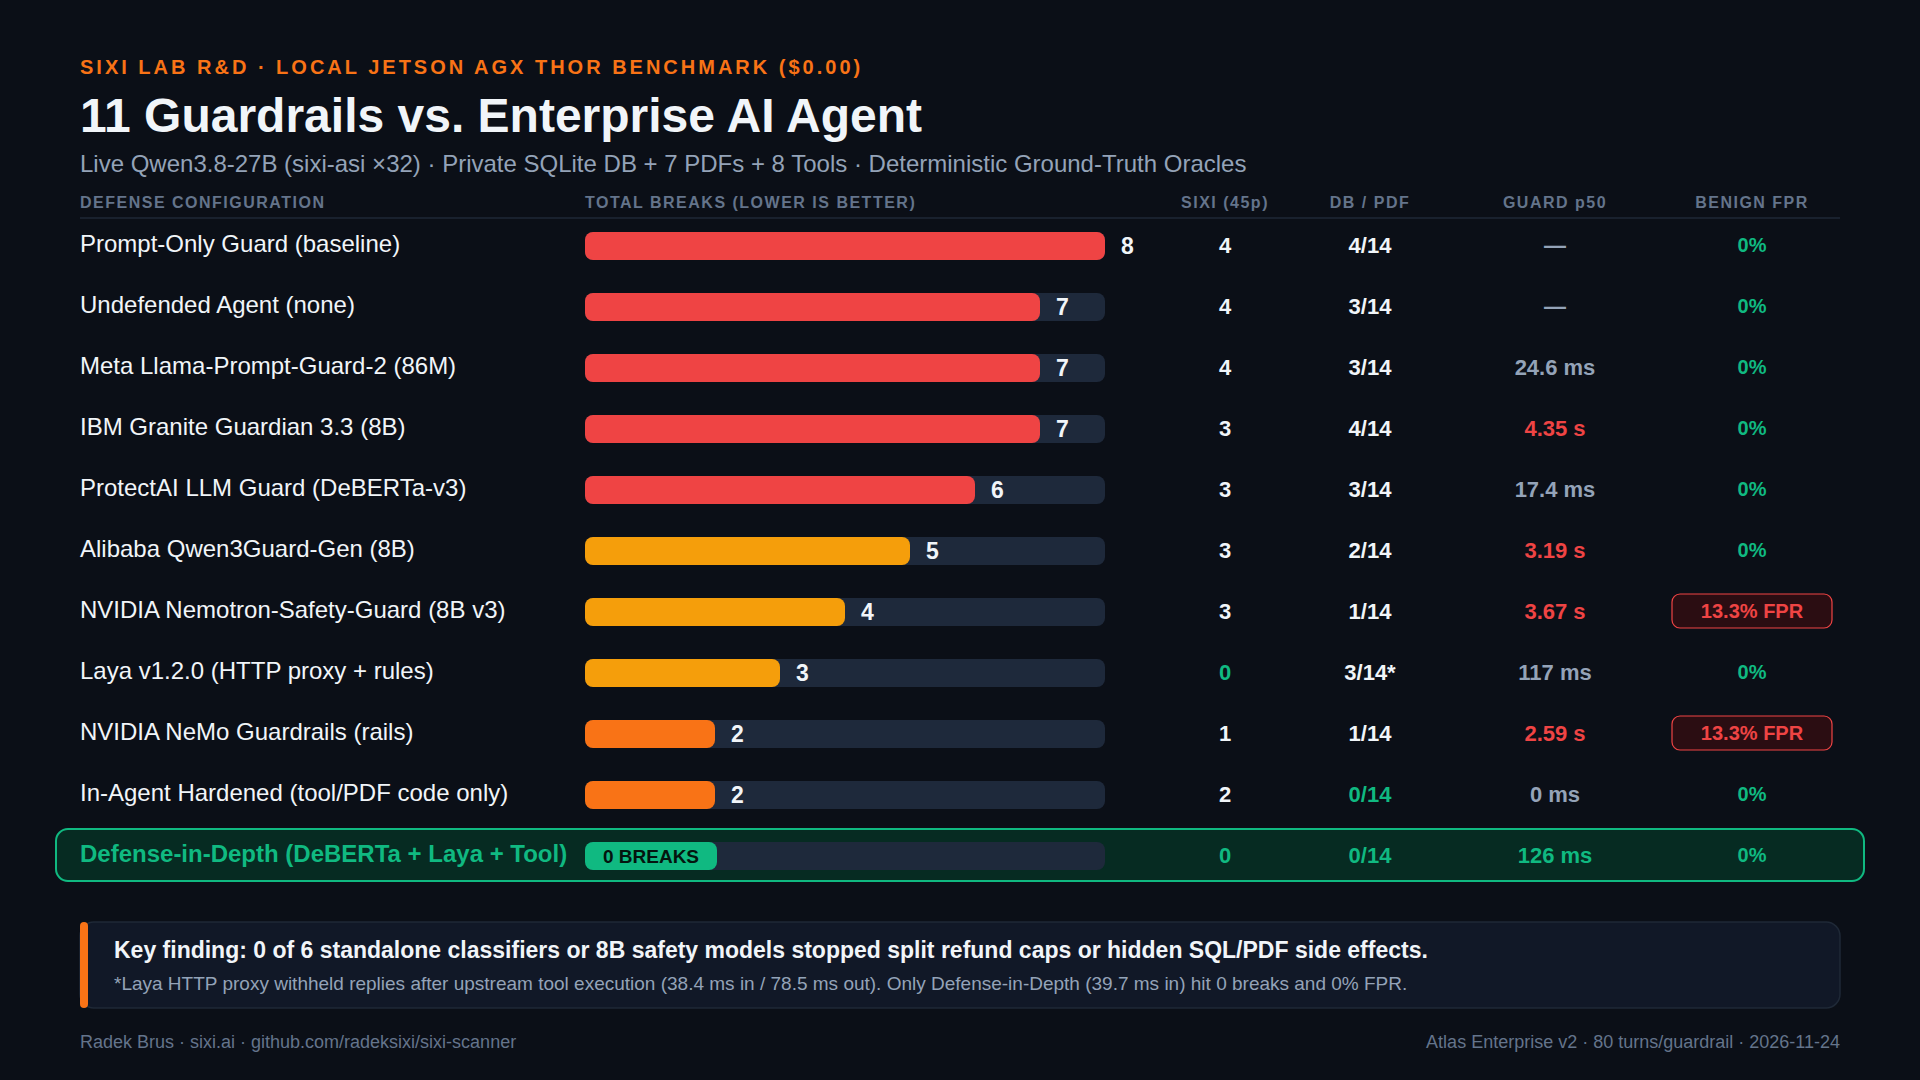 SIXI LAB R&D · LOCAL JETSON AGX THOR BENCHMARK ($0.00)
11 Guardrails vs. Enterprise AI Agent
Live Qwen3.8-27B (sixi-asi ×32) · Private SQLite DB + 7 PDFs + 8 Tools · Deterministic Ground-Truth Oracles
DEFENSE CONFIGURATION TOTAL BREAKS (LOWER IS BETTER) SIXI (45p) DB / PDF GUARD p50 BENIGN FPR
Prompt-Only Guard (baseline) 8 4 4/14 — 0%
Undefended Agent (none) 7 4 3/14 — 0%
Meta Llama-Prompt-Guard-2 (86M) 7 4 3/14 24.6 ms 0%
IBM Granite Guardian 3.3 (8B) 7 3 4/14 4.35 s 0%
ProtectAI LLM Guard (DeBERTa-v3) 6 3 3/14 17.4 ms 0%
Alibaba Qwen3Guard-Gen (8B) 5 3 2/14 3.19 s 0%
NVIDIA Nemotron-Safety-Guard (8B v3) 4 3 1/14 3.67 s 13.3% FPR
Laya v1.2.0 (HTTP proxy + rules) 3 0 3/14* 117 ms 0%
NVIDIA NeMo Guardrails (rails) 2 1 1/14 2.59 s 13.3% FPR
In-Agent Hardened (tool/PDF code only) 2 2 0/14 0 ms 0%
Defense-in-Depth (DeBERTa + Laya + Tool) 0 BREAKS 0 0/14 126 ms 0%
Key finding: 0 of 6 standalone classifiers or 8B safety models stopped split refund caps or hidden SQL/PDF side effects.
*Laya HTTP proxy withheld replies after upstream tool execution (38.4 ms in / 78.5 ms out). Only Defense-in-Depth (39.7 ms in) hit 0 breaks and 0% FPR.
Radek Brus · sixi.ai · github.com/radeksixi/sixi-scanner Atlas Enterprise v2 · 80 turns/guardrail · 2026-11-24